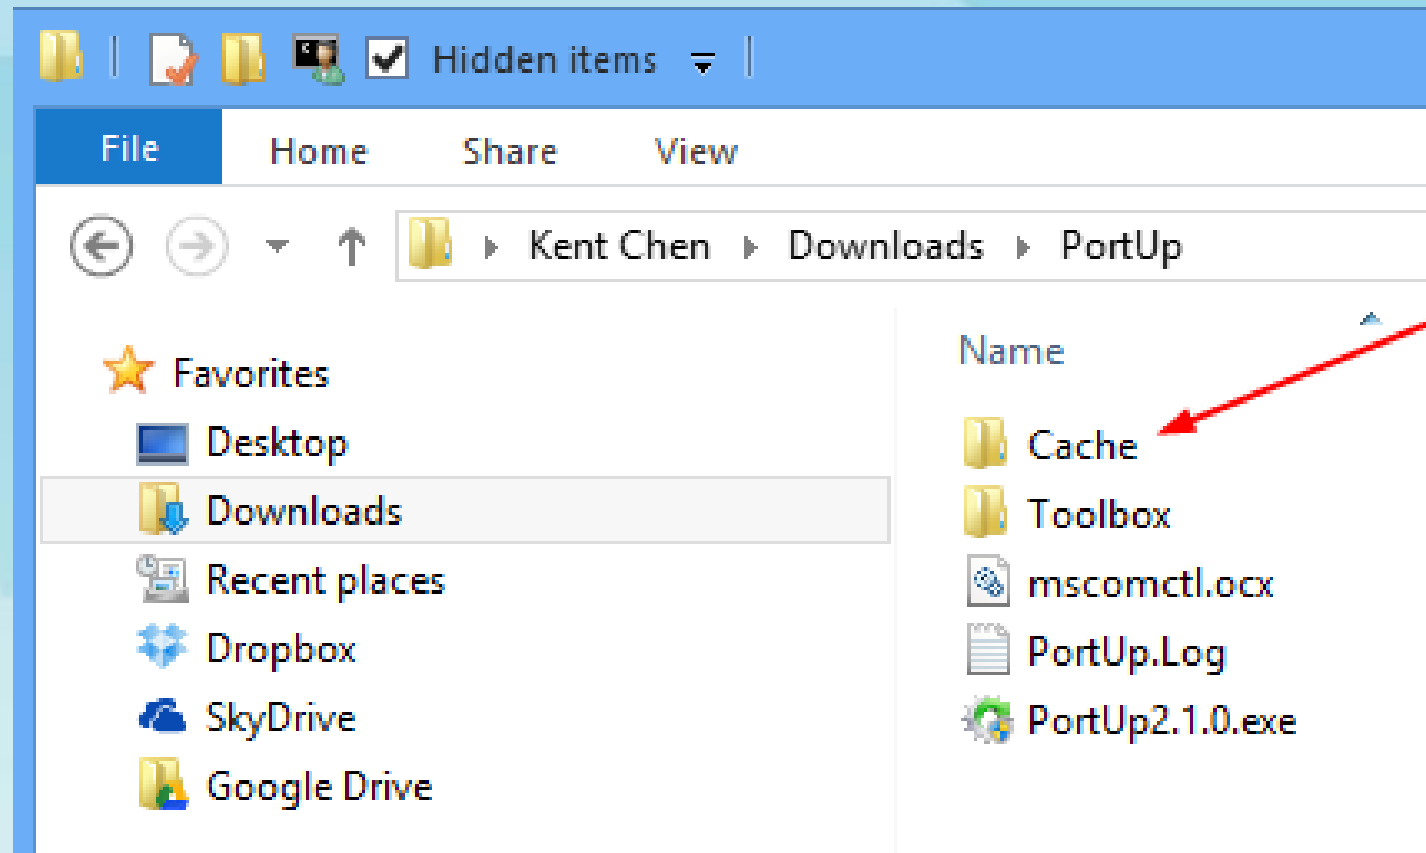 Hidden items
File Home Share View
Kent Chen Downloads PortUp
Favorites
Desktop
Downloads
Recent places
Dropbox
SkyDrive
Google Drive
Name
Cache
Toolbox
mscomctl.ocx
PortUp.Log
PortUp2.1.0.exe